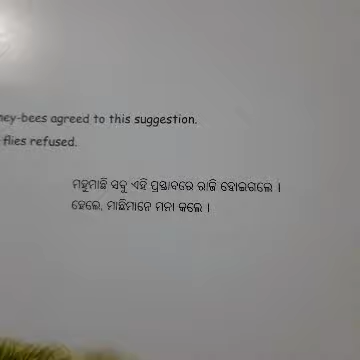 ney-bees agreed to this suggestion.
flies refused.
ମହୁମାଛି ସବୁ ଏହି ପ୍ରସ୍ତାବରେ ରାଜି ହୋଇଗଲେ ।
ହେଲେ, ମାଛିମାନେ ମନା କଲେ ।